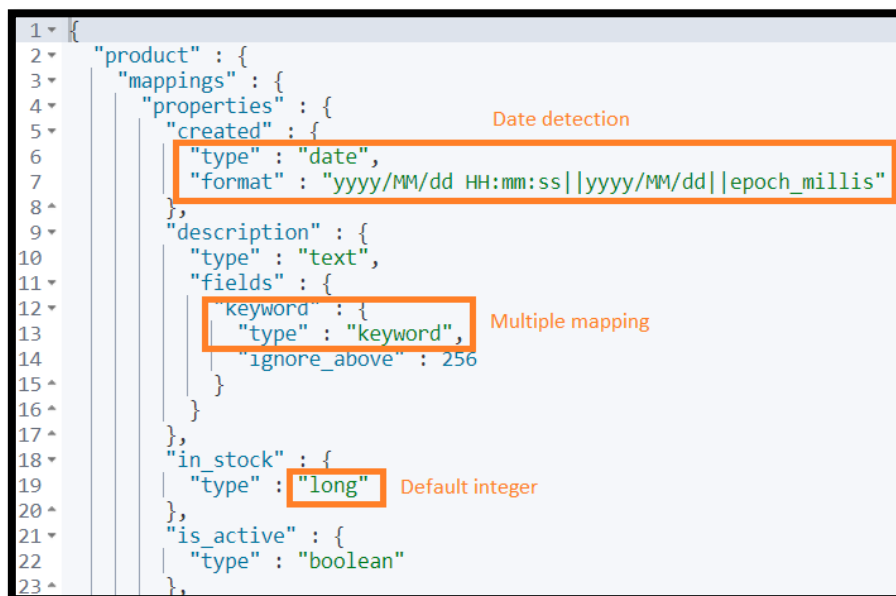 1 {
2 "product" : {
3 "mappings" : {
4 "properties" : {
5 "created" : {
Date detection
6 "type" : "date",
7 "format" : "yyyy/MM/dd HH:mm:ss||yyyy/MM/dd||epoch_millis"
8 },
9 "description" : {
10 "type" : "text",
11 "fields" : {
12 "keyword" : {
13 "type" : "keyword",
Multiple mapping
14 "ignore_above" : 256
15 }
16 }
17 },
18 "in_stock" : {
19 "type" : "long"
Default integer
20 },
21 "is_active" : {
22 "type" : "boolean"
23 },